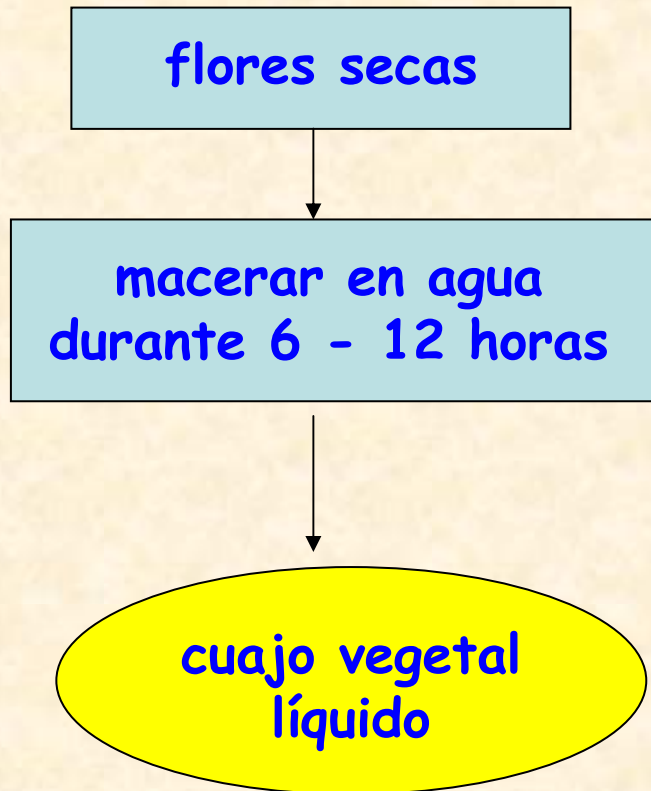 flores secas
macerar en agua
durante 6 - 12 horas
cuajo vegetal
líquido